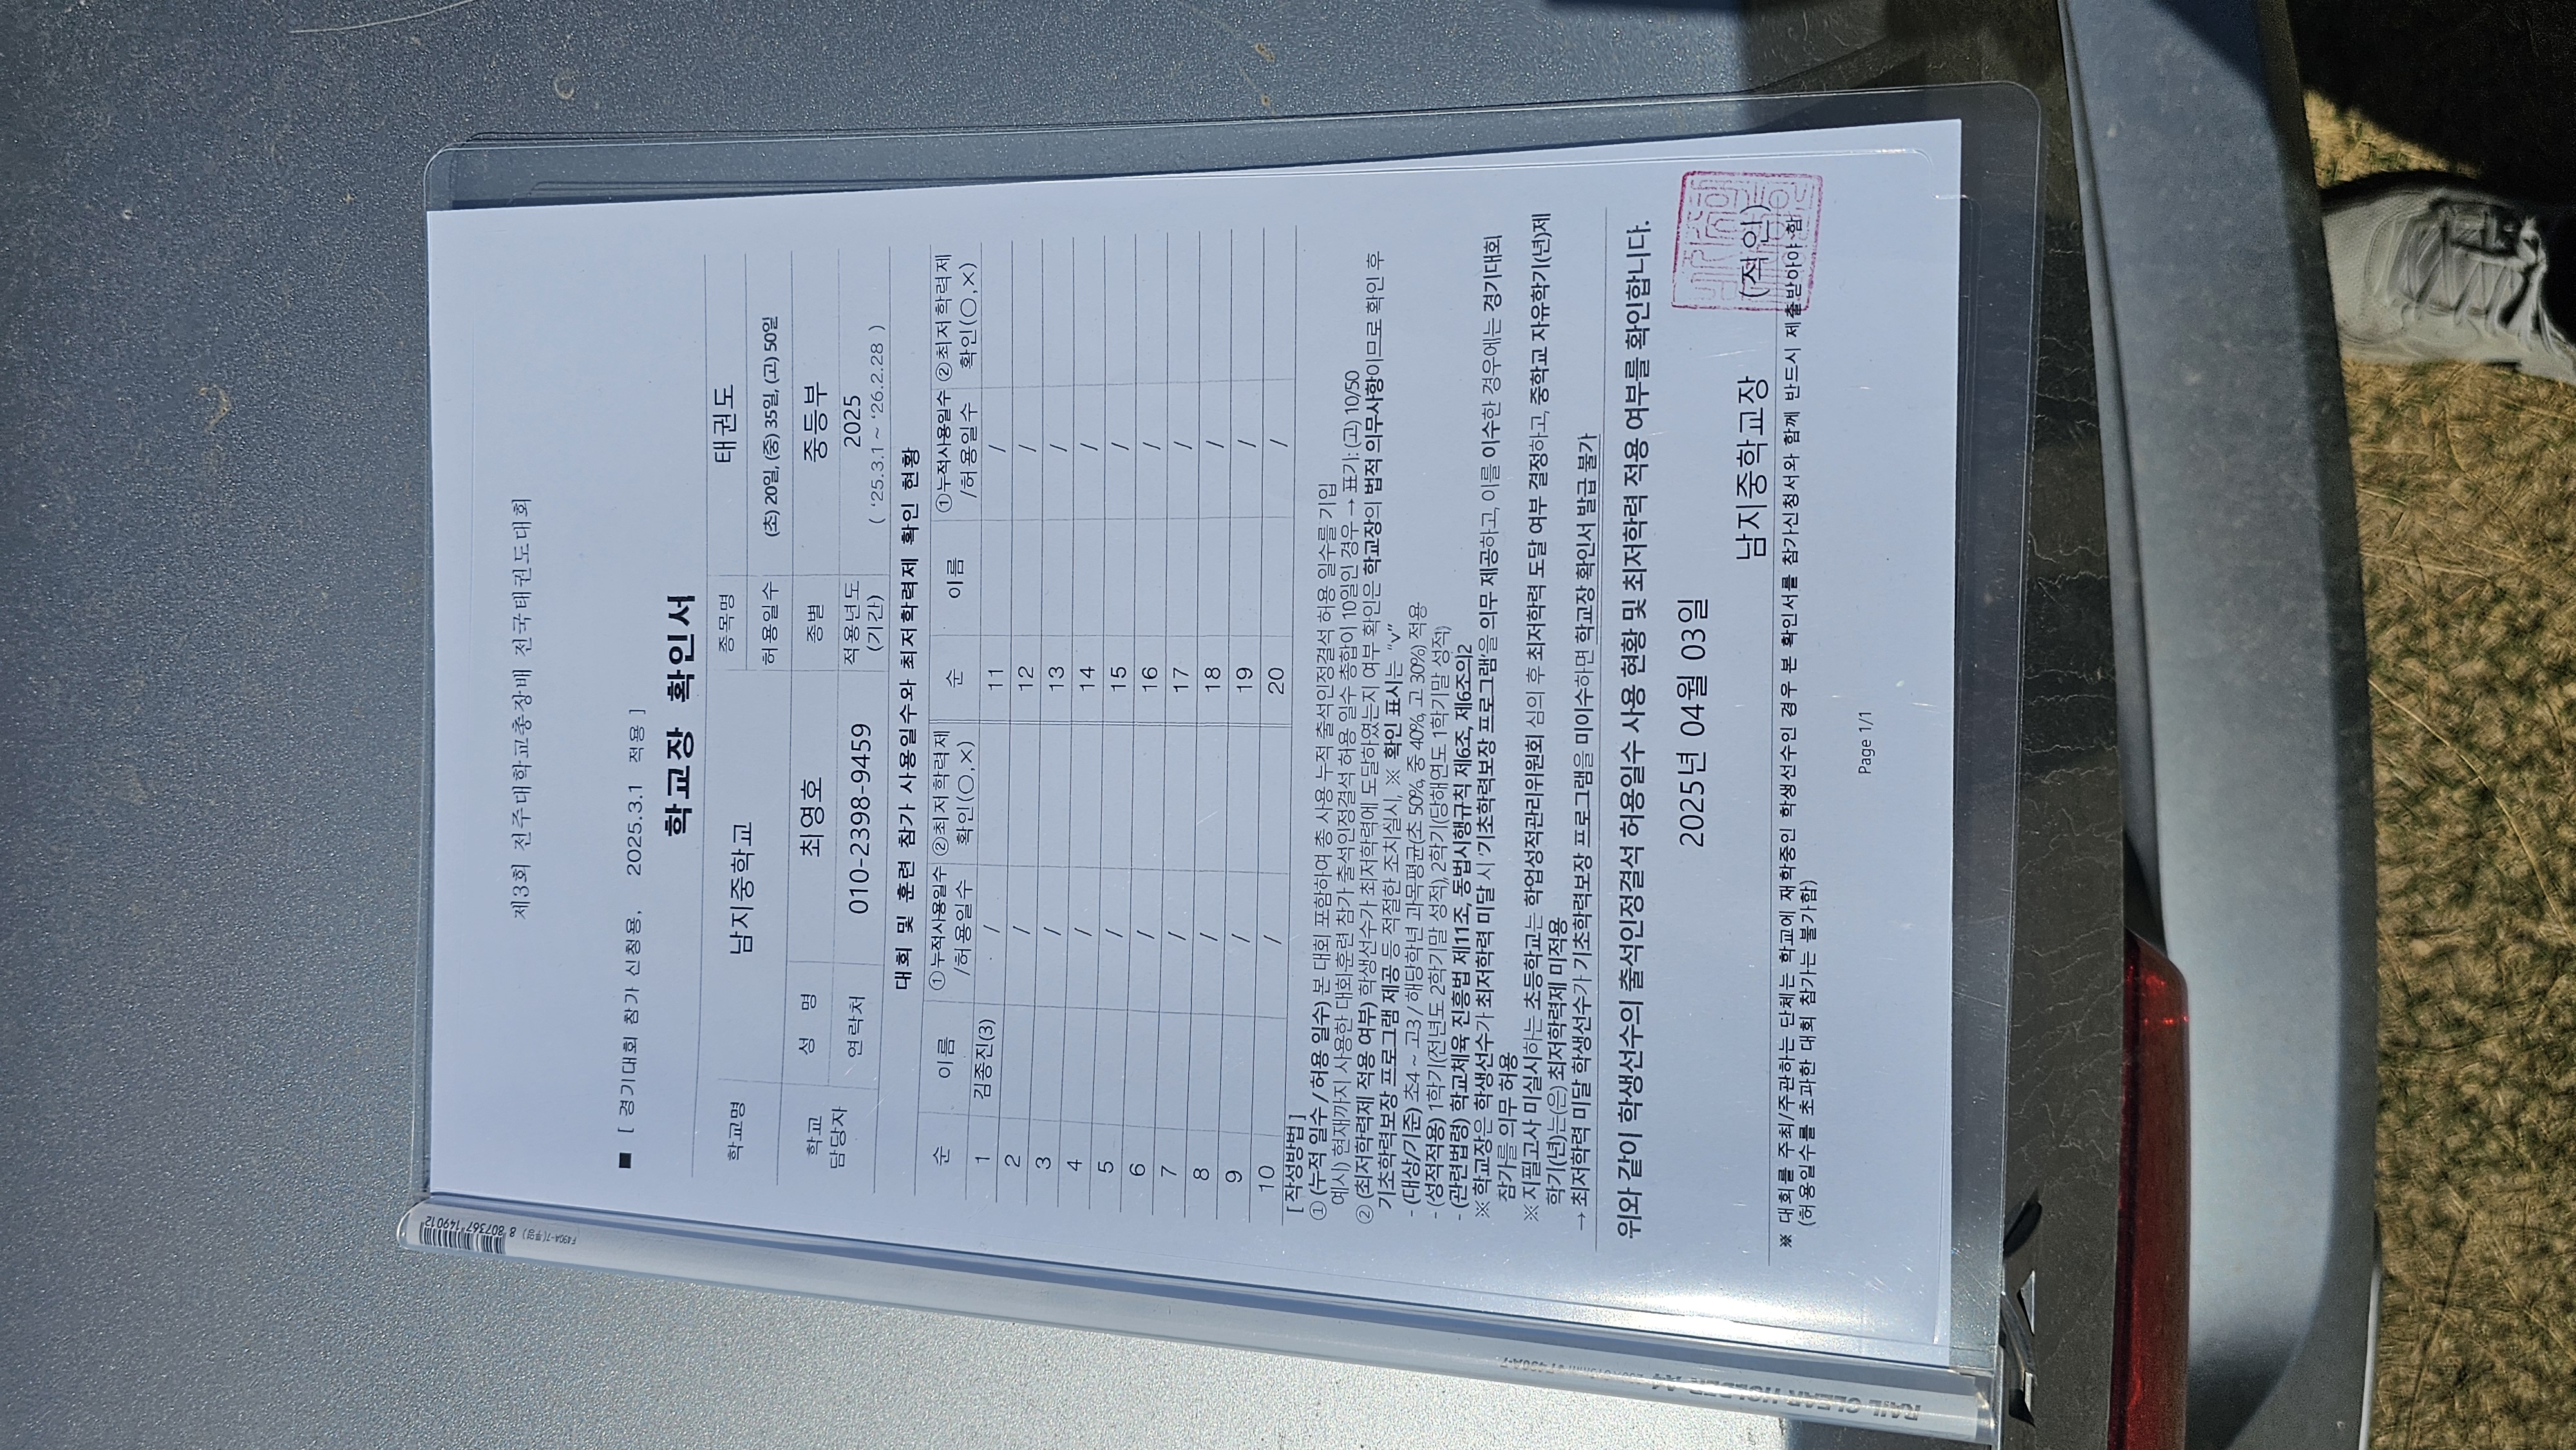 제3회 전주대학교총장배 전국태권도대회
■ [ 경기대회 참가 신청용, 2025.3.1 적용 ]
학교장 확인서
학교명 남지중학교 종목명 태권도
허용일수 (초) 20일, (중) 35일, (고) 50일
학교 담당자 성 명 최영호 종별 중등부
연락처 010-2398-9459 적용년도 (기간) 2025 ( '25.3.1 ~ '26.2.28 )
대회 및 훈련 참가 사용일수와 최저학력제 확인 현황
순 이름 ①누적사용일수 /허용일수 ②최저학력제 확인(○,×) 순 이름 ①누적사용일수 /허용일수 ②최저학력제 확인(○,×)
1 김종진(3) / 11 /
2 / 12 /
3 / 13 /
4 / 14 /
5 / 15 /
6 / 16 /
7 / 17 /
8 / 18 /
9 / 19 /
10 / 20 /
[ 작성방법 ]
① (누적 일수 / 허용 일수) 본 대회 포함하여 총 사용 누적 출석인정결석 허용 일수를 기입
예시) 현재까지 사용한 대회훈련 참가 출석인정결석 허용 일수 총합이 10일인 경우 → 표기: (고) 10/50
② (최저학력제 적용 여부) 학생선수가 최저학력에 도달하였는지 여부 확인은 학교장의 법적 의무사항이므로 확인 후
기초학력보장 프로그램 제공 등 적절한 조치실시, ※ 확인 표시는 "v"
- (대상/기준) 초4 ~ 고3 / 해당학년 과목평균(초 50%, 중 40%, 고 30%) 적용
- (성적적용) 1학기(전년도 2학기말 성적), 2학기(당해연도 1학기말 성적)
- (관련법령) 학교체육 진흥법 제11조, 동법시행규칙 제6조, 제6조의2
※ 학교장은 학생선수가 최저학력 미달 시 '기초학력보장 프로그램'을 의무 제공하고, 이를 이수한 경우에는 경기대회
참가를 의무 허용
※ 지필고사 미실시하는 초등학교는 학업성적관리위원회 심의 후 최저학력 도달 여부 결정하고, 중학교 자유학기(년)제
학기(년)는(은) 최저학력제 미적용
→ 최저학력 미달 학생선수가 기초학력보장 프로그램을 미이수하면 학교장 확인서 발급 불가
위와 같이 학생선수의 출석인정결석 허용일수 사용 현황 및 최저학력 적용 여부를 확인합니다.
2025년 04월 03일
남지중학교장 (직인)
※ 대회를 주최/주관하는 단체는 학교에 재학중인 학생선수인 경우 본 확인서를 참가신청서와 함께 반드시 제출받아야 함
(허용일수를 초과한 대회 참가는 불가함)
Page 1/1
F490A-7(투명) 8 807367 149012
RAIL CLEAR HOLDER A4